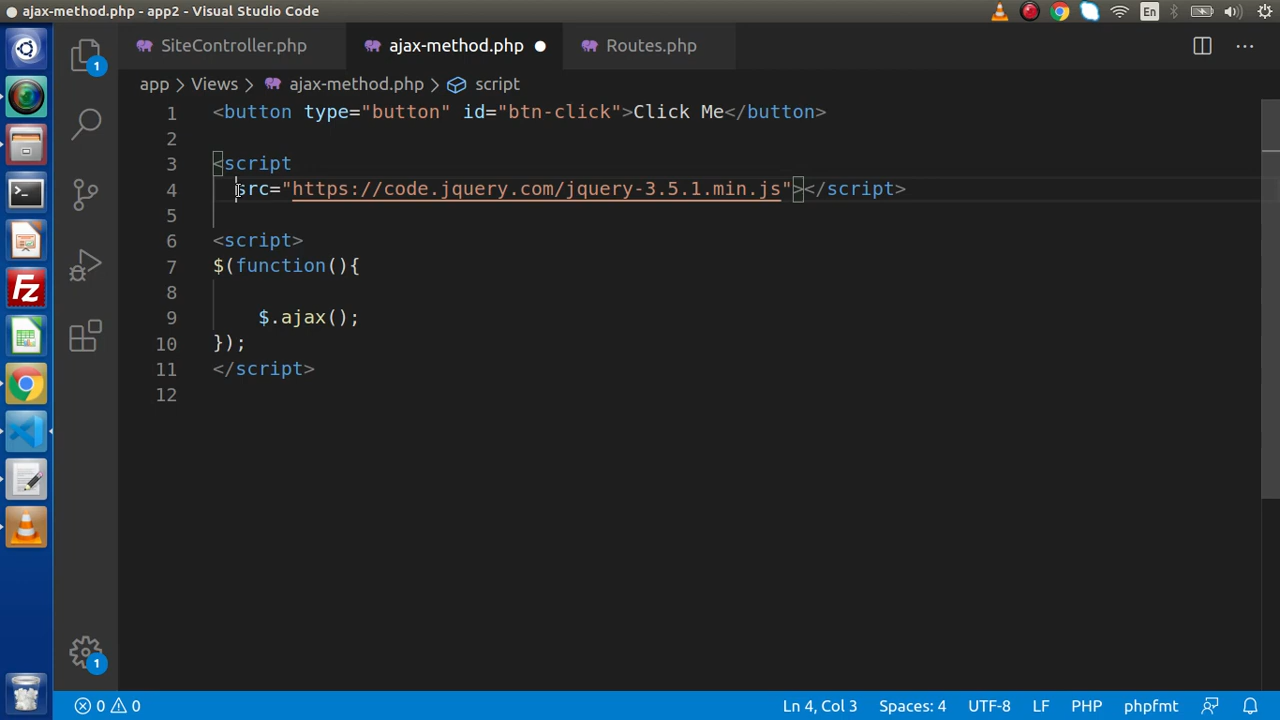 ajax-method.php - app2 - Visual Studio Code
En
SiteController.php
ajax-method.php
Routes.php
1
app > Views > ajax-method.php > script
1 <button type="button" id="btn-click">Click Me</button>
2
3 <script
4 src="https://code.jquery.com/jquery-3.5.1.min.js"></script>
5
6 <script>
7 $(function(){
8
9 $.ajax();
10 });
11 </script>
12
1
0 0
Ln 4, Col 3
Spaces: 4
UTF-8
LF
PHP
phpfmt